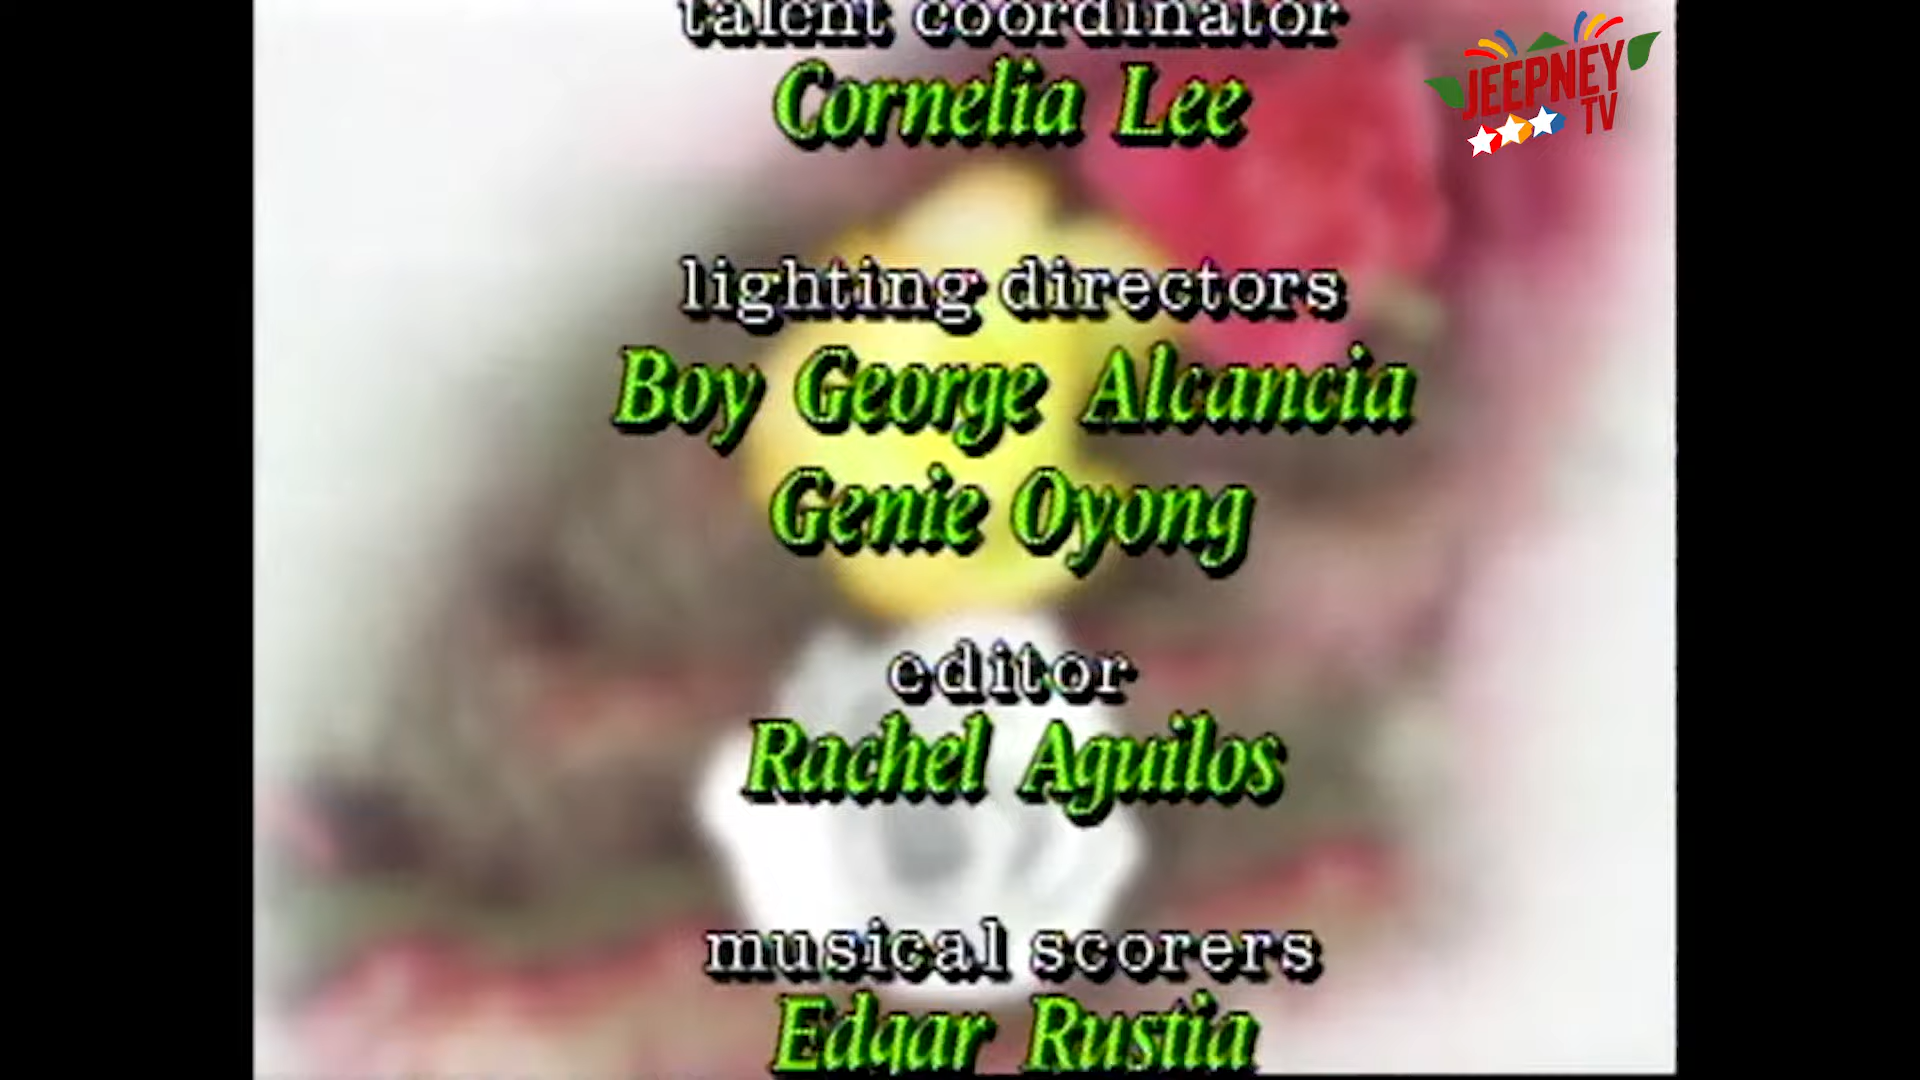 talent coordinator
Cornelia Lee
JEEPNEY
TV
lighting directors
Boy George Alcancia
Genie Oyong
editor
Rachel Aguilos
musical scorers
Edgar Rustia